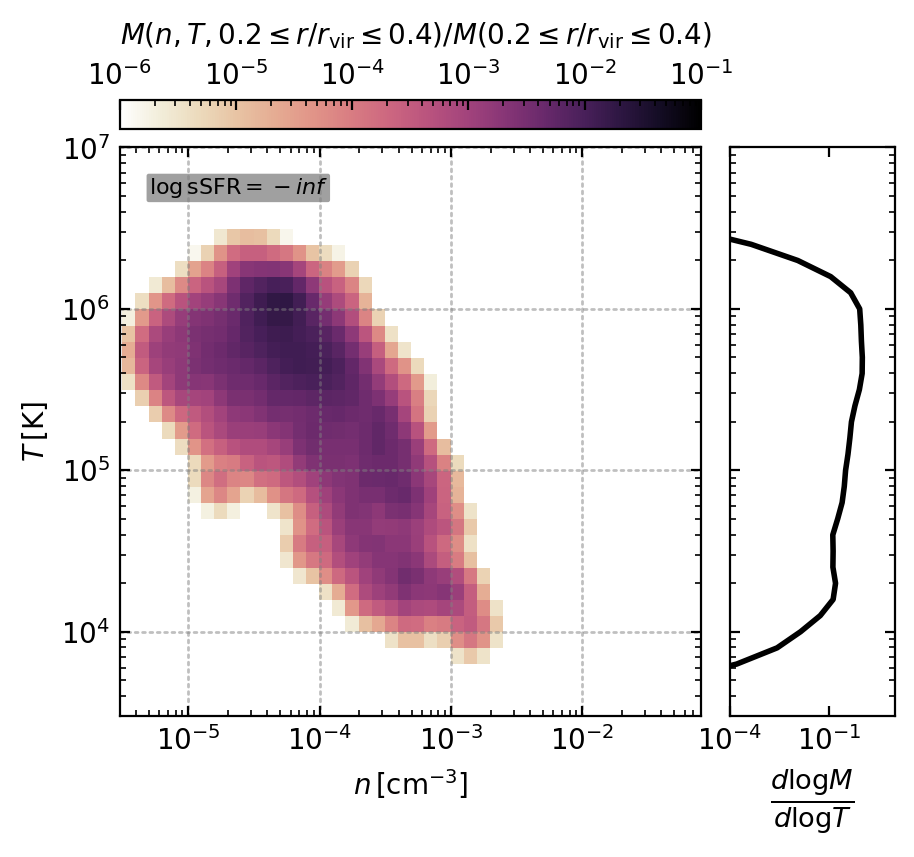 M(n, T, 0.2 ≤ r/r_vir ≤ 0.4)/M(0.2 ≤ r/r_vir ≤ 0.4)
10^−6 10^−5 10^−4 10^−3 10^−2 10^−1
10^7
log sSFR = −inf
10^6
T [K]
10^5
10^4
10^−5 10^−4 10^−3 10^−2 10^−4 10^−1
n [cm^−3]
dlogM
dlogT